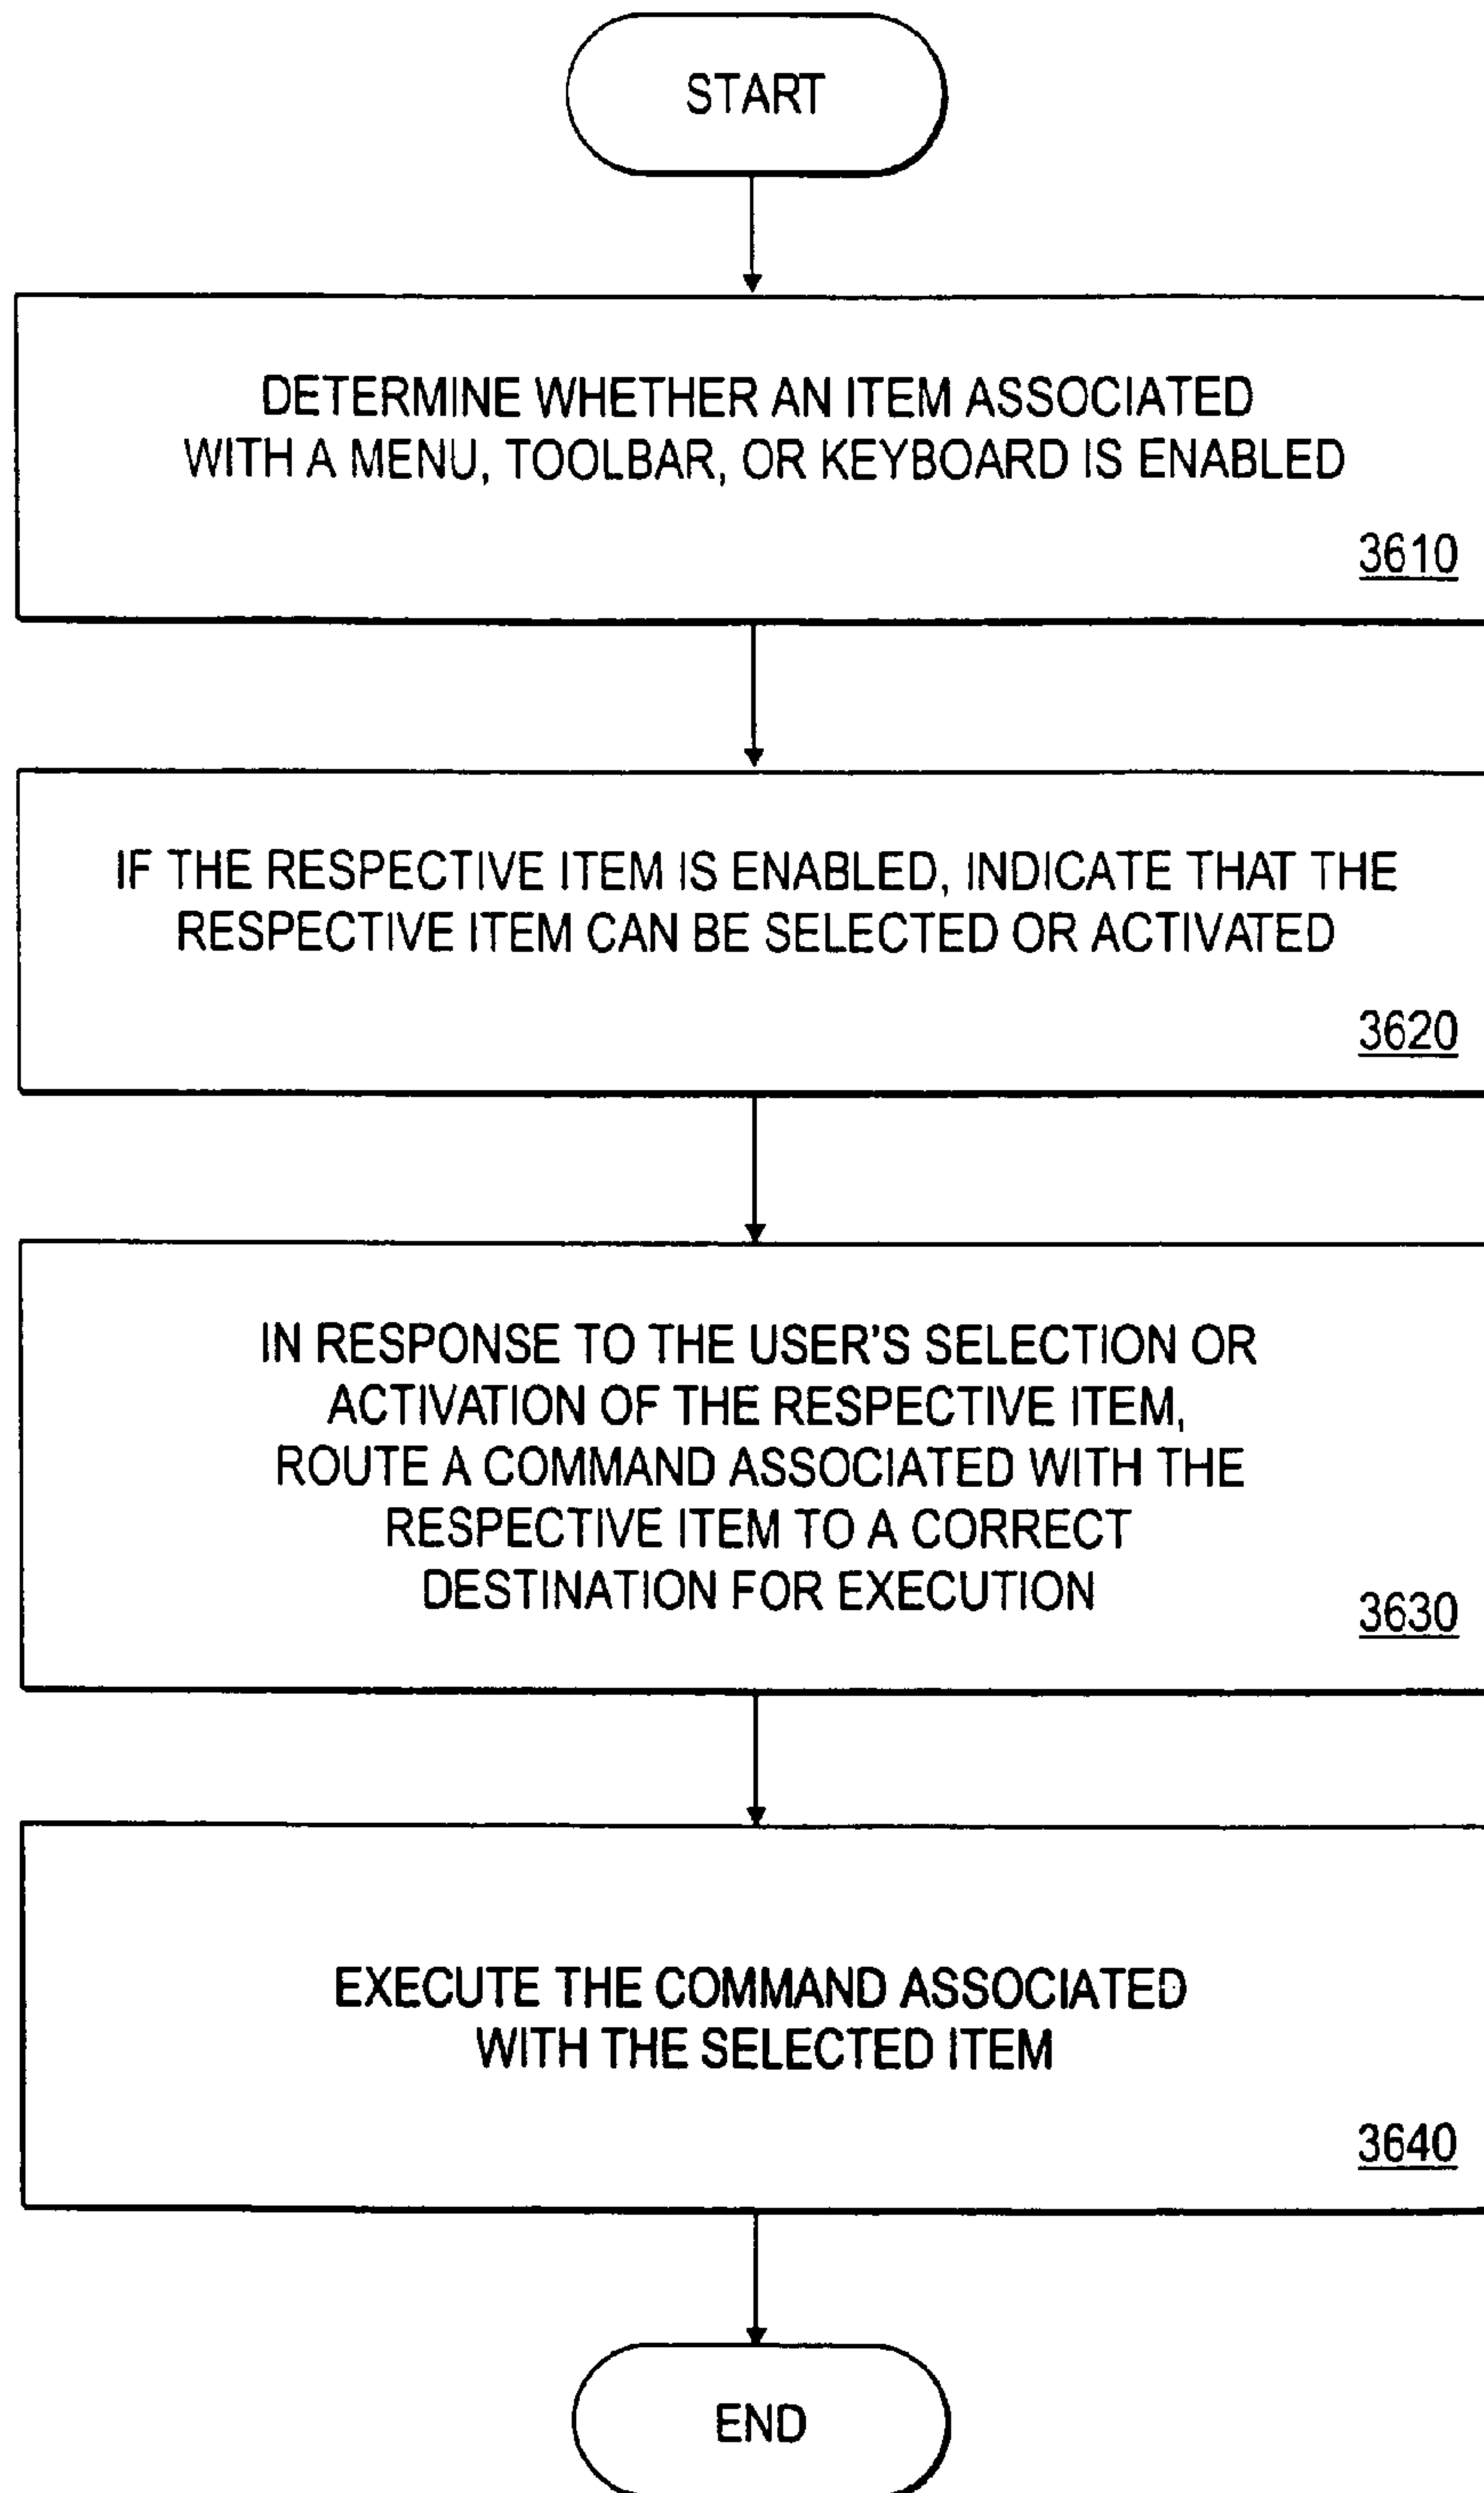 START
DETERMINE WHETHER AN ITEM ASSOCIATED
WITH A MENU, TOOLBAR, OR KEYBOARD IS ENABLED
3610
IF THE RESPECTIVE ITEM IS ENABLED, INDICATE THAT THE
RESPECTIVE ITEM CAN BE SELECTED OR ACTIVATED
3620
IN RESPONSE TO THE USER'S SELECTION OR
ACTIVATION OF THE RESPECTIVE ITEM,
ROUTE A COMMAND ASSOCIATED WITH THE
RESPECTIVE ITEM TO A CORRECT
DESTINATION FOR EXECUTION
3630
EXECUTE THE COMMAND ASSOCIATED
WITH THE SELECTED ITEM
3640
END